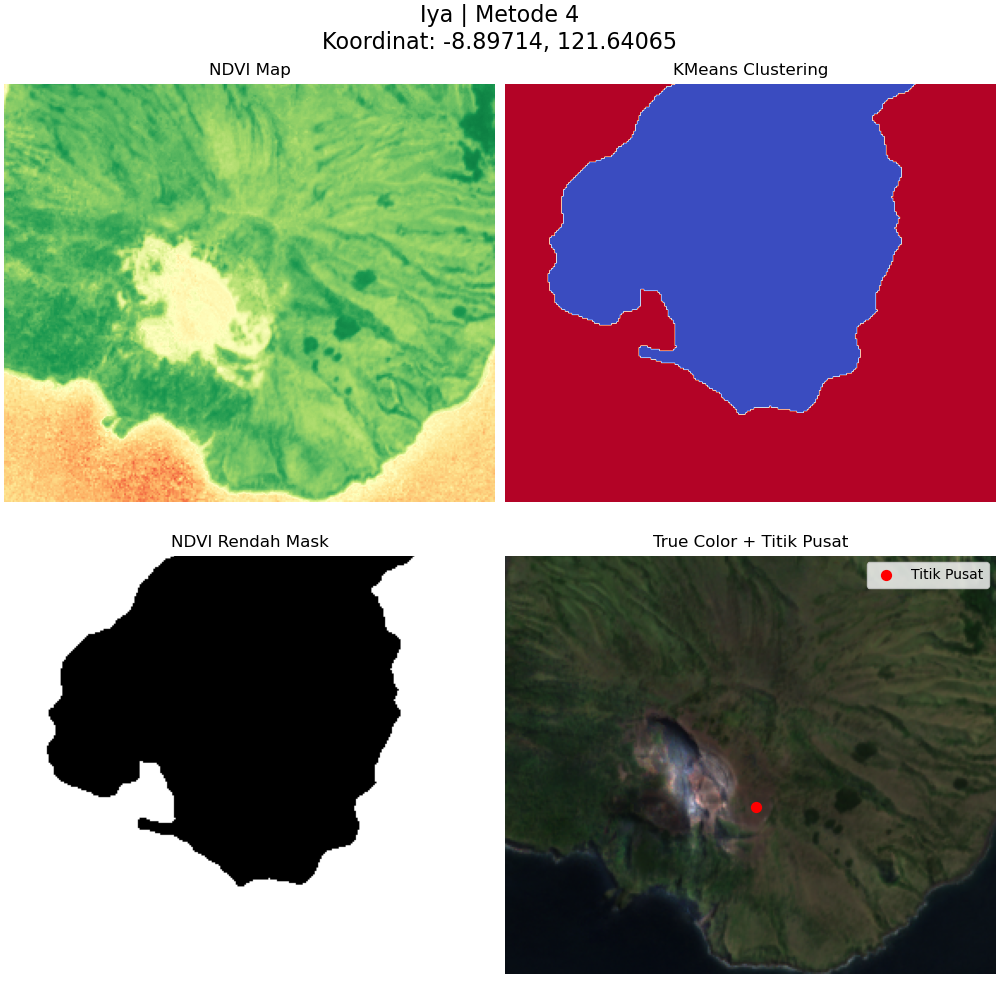 Iya | Metode 4
Koordinat: -8.89714, 121.64065
NDVI Map
KMeans Clustering
NDVI Rendah Mask
True Color + Titik Pusat
Titik Pusat